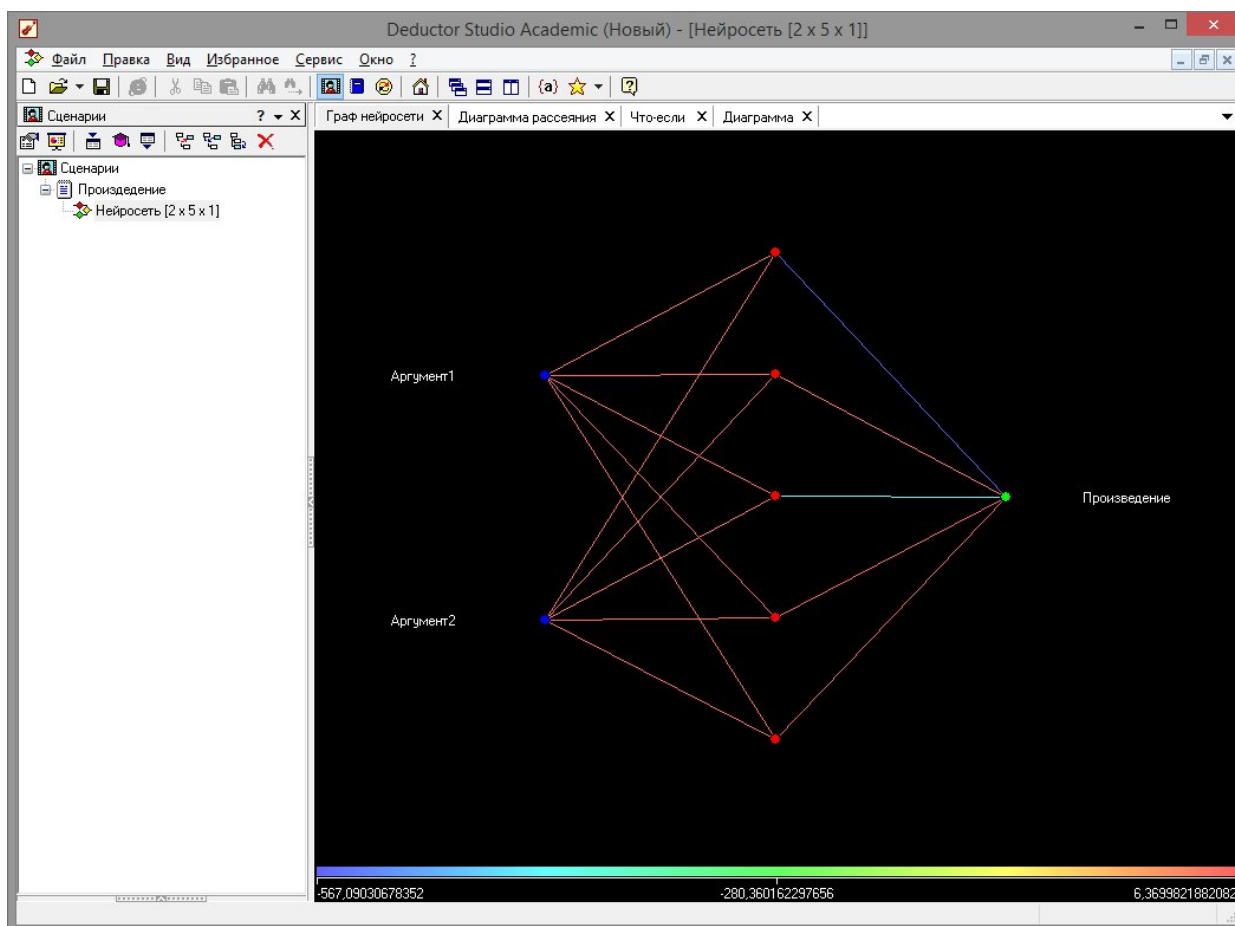 Deductor Studio Academic (Новый) - [Нейросеть [2 x 5 x 1]]
Файл Правка Вид Избранное Сервис Окно ?
{a}
Сценарии ? X
Граф нейросети X Диаграмма рассеяния X Что-если X Диаграмма X
Сценарии
Произдедение
Нейросеть [2 x 5 x 1]
Аргумент1
Произведение
Аргумент2
-567,09030678352 -280,360162297656 6,3699821882082